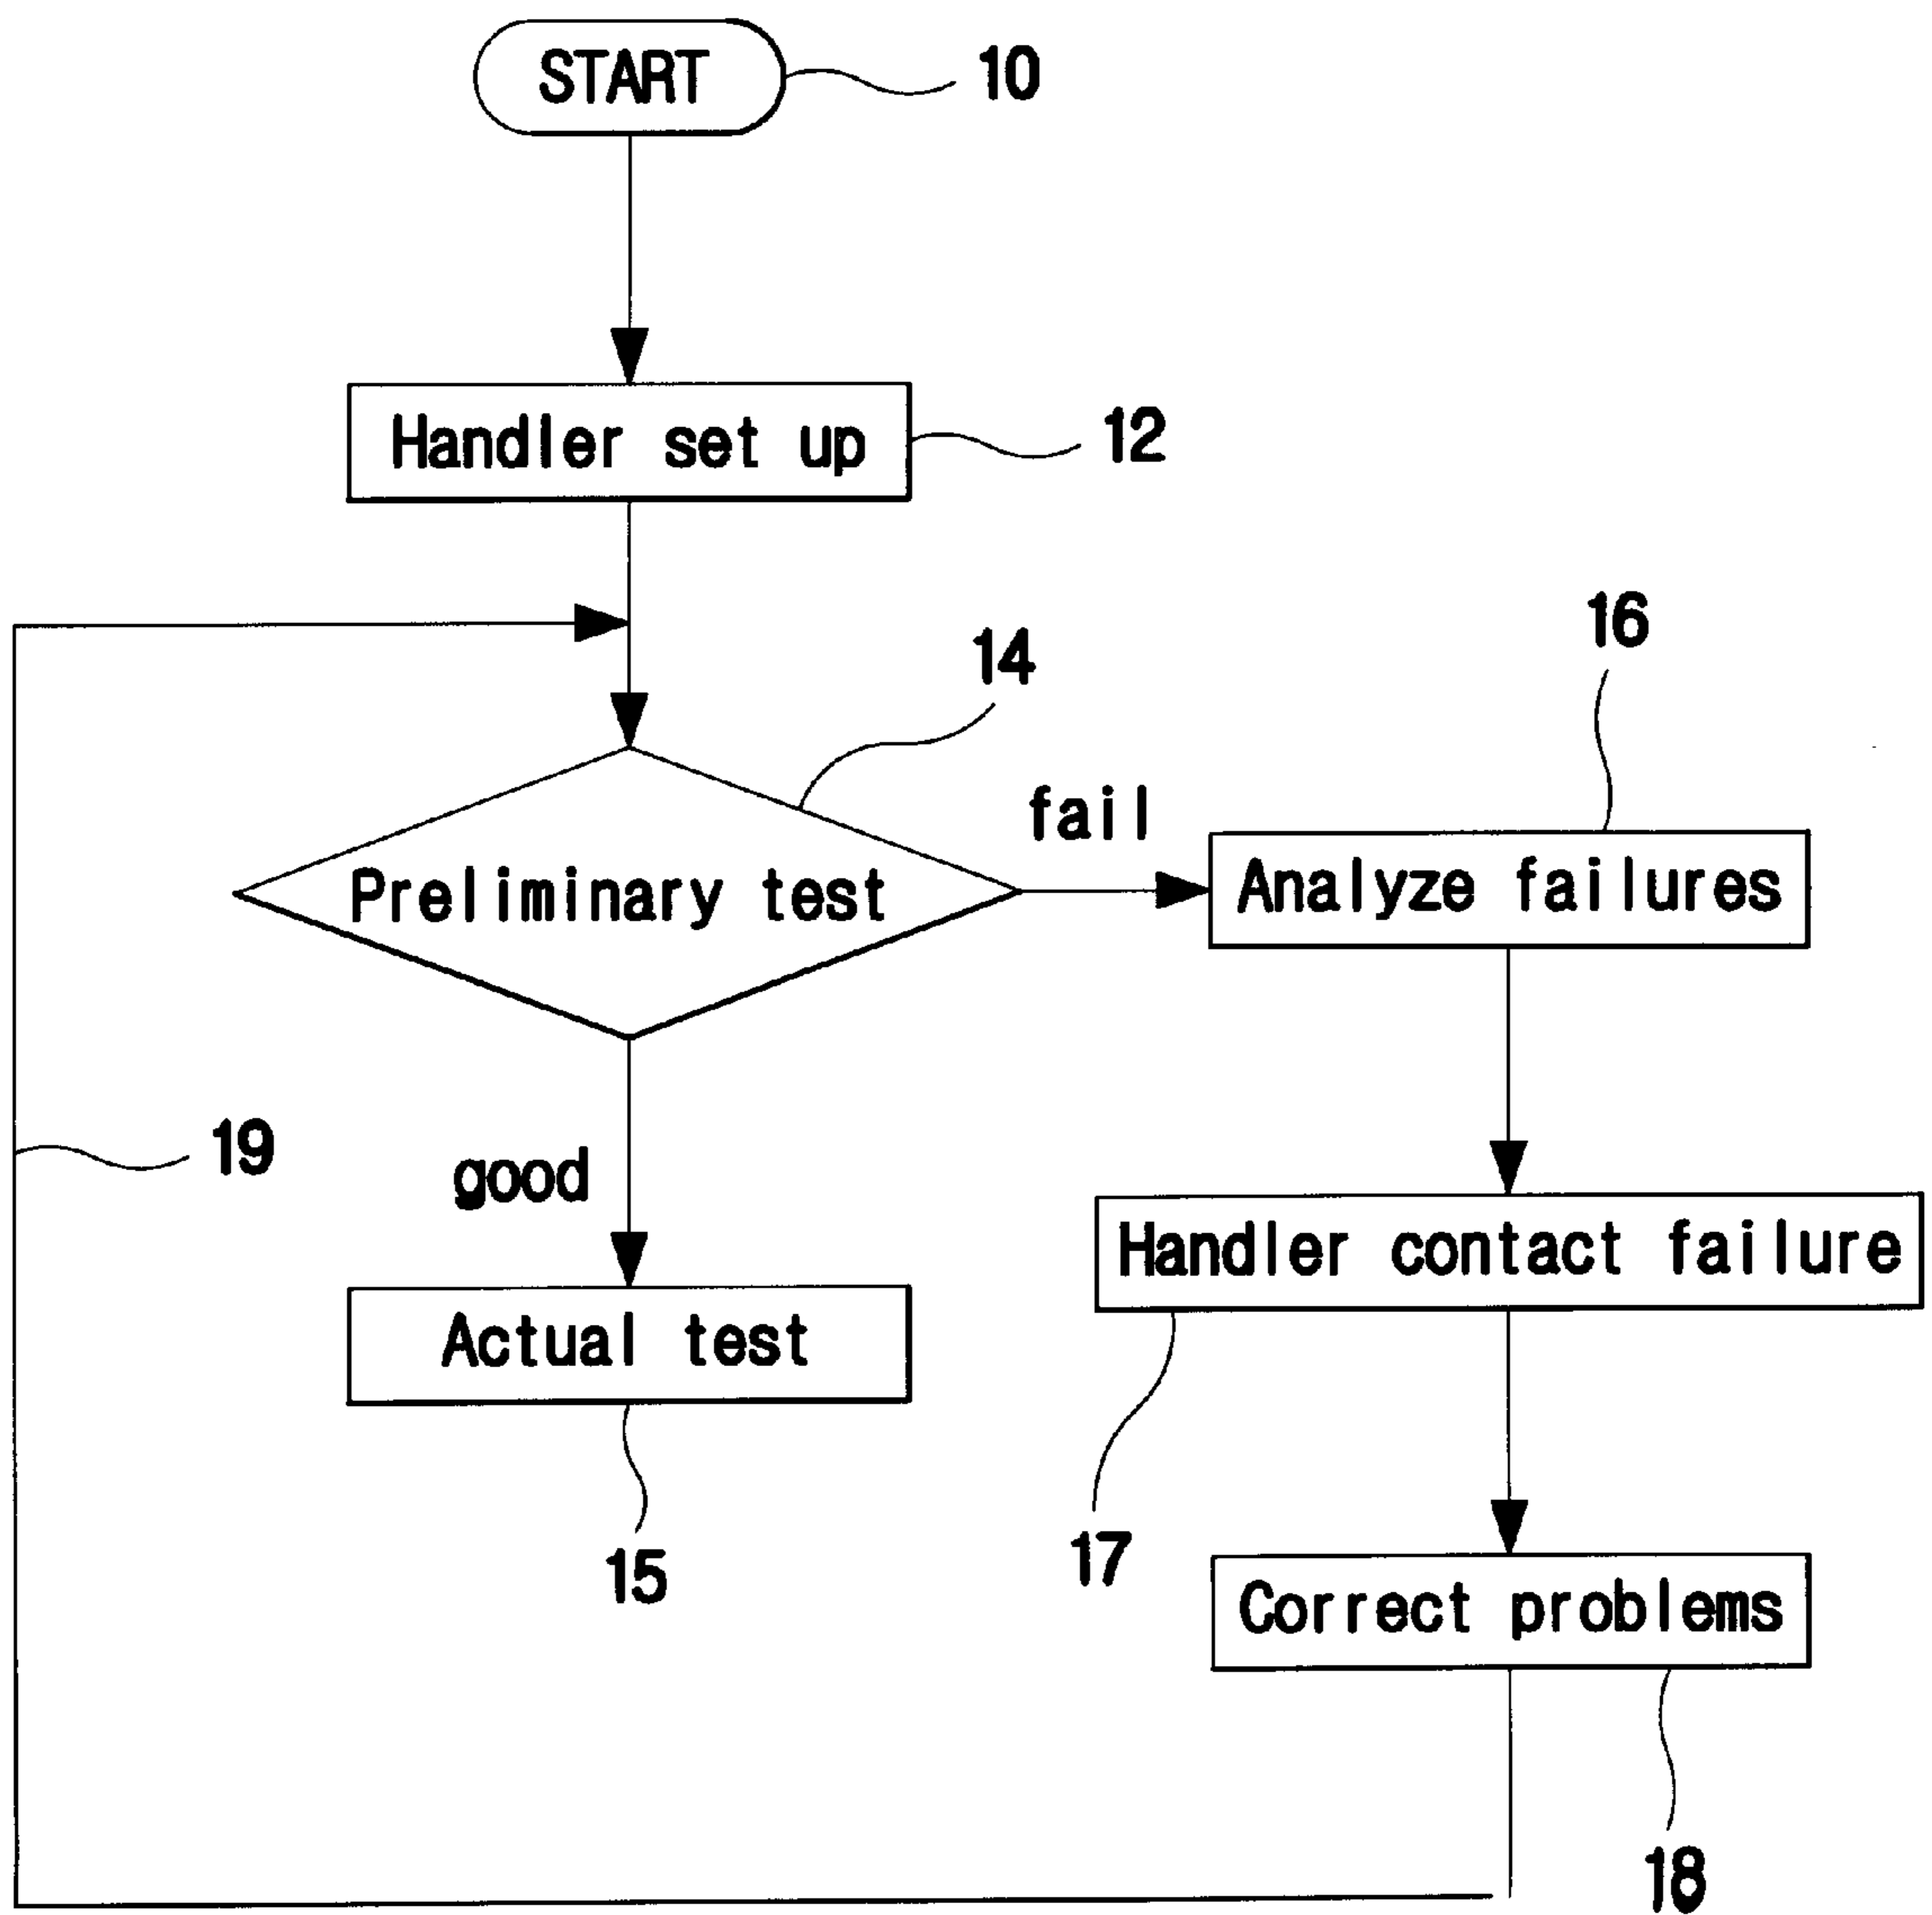 START
10
Handler set up
12
14
16
fail
Preliminary test
Analyze failures
19
good
Handler contact failure
Actual test
15
17
Correct problems
18